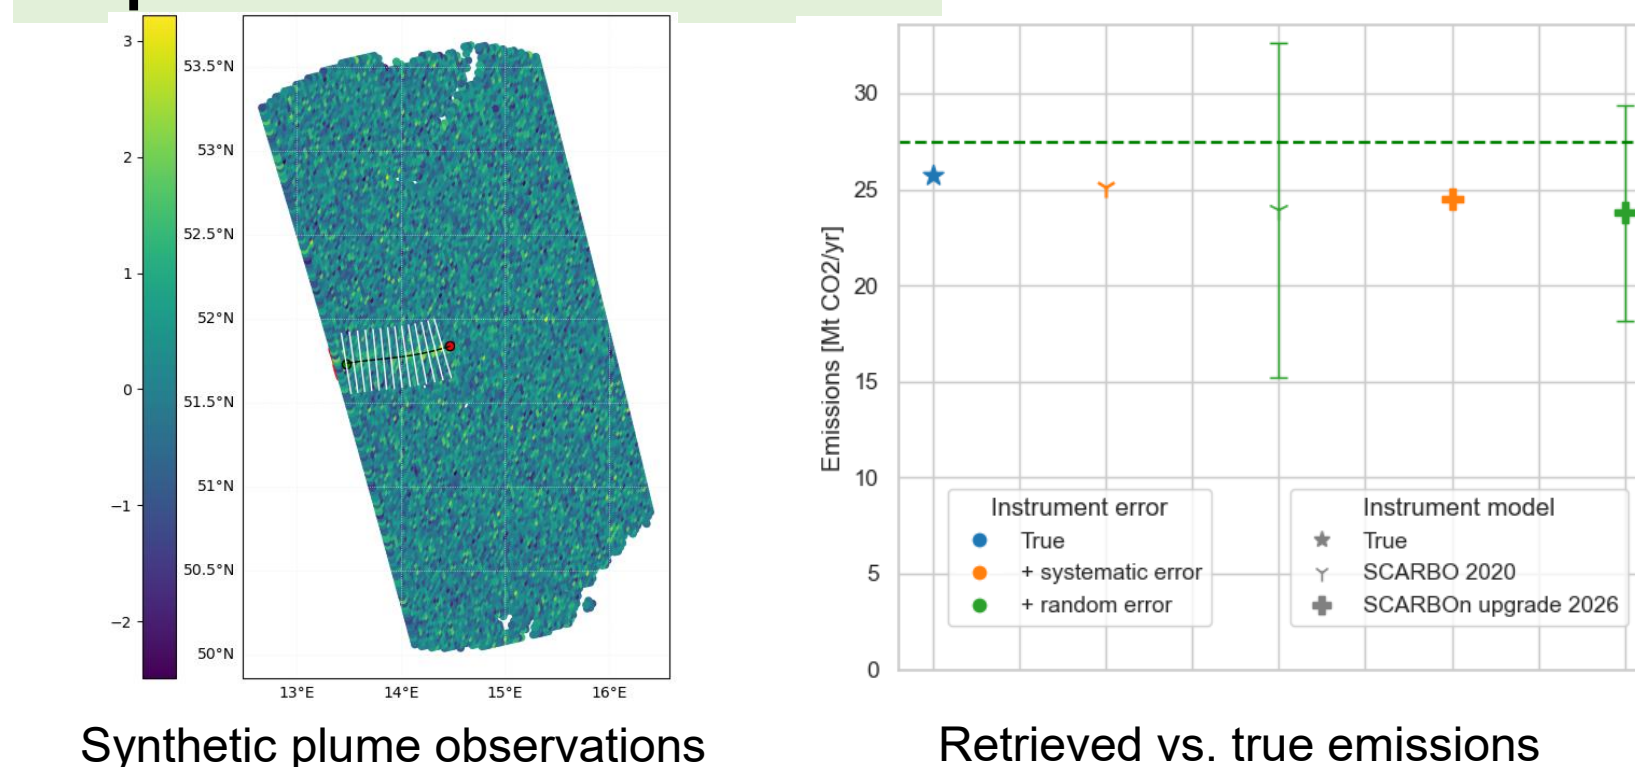 3
2
1
0
−1
−2
53.5°N
53°N
52.5°N
52°N
51.5°N
51°N
50.5°N
50°N
13°E 14°E 15°E 16°E
Synthetic plume observations
Emissions [Mt CO2/yr]
30
25
20
15
10
5
0
Instrument error
True
+ systematic error
+ random error
Instrument model
True
SCARBO 2020
SCARBOn upgrade 2026
Retrieved vs. true emissions